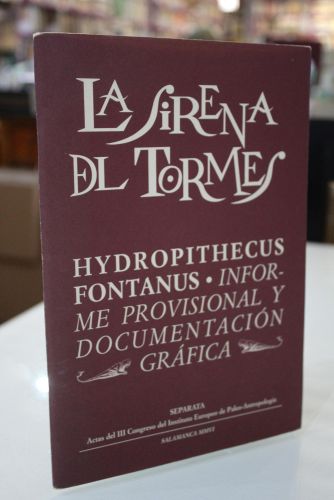 LA SIRENA
DEL TORMES
HYDROPITHECUS
FONTANUS • INFOR-
ME PROVISIONAL Y
DOCUMENTACIÓN
GRÁFICA
SEPARATA
Actas del III Congreso del Instituto Europeo de Paleo-Antropología
SALAMANCA MMVI